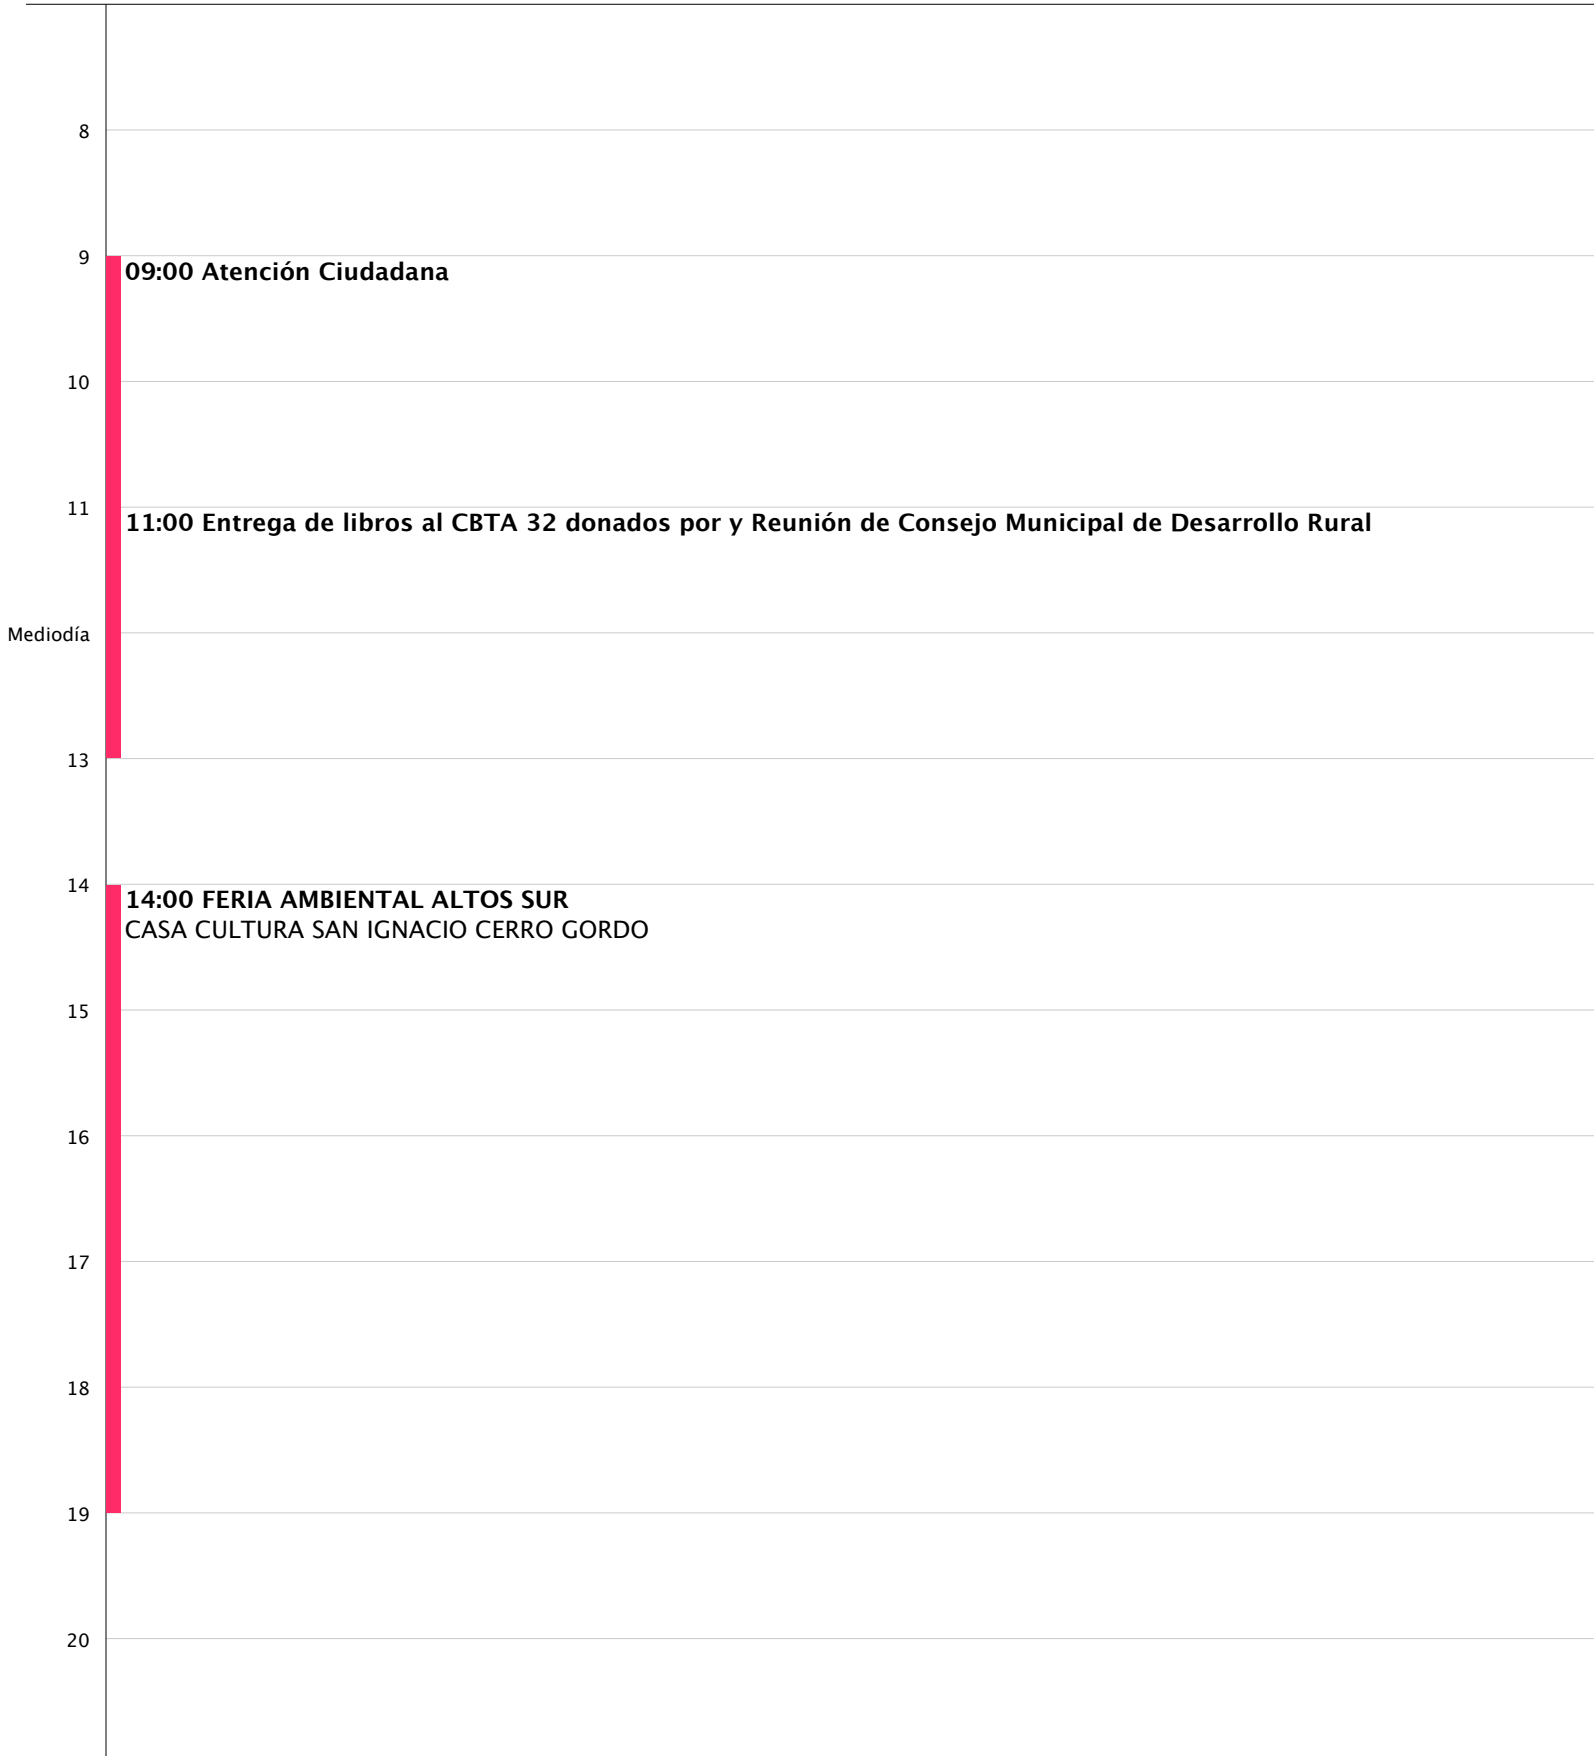 8
9
09:00 Atención Ciudadana
10
11
11:00 Entrega de libros al CBTA 32 donados por y Reunión de Consejo Municipal de Desarrollo Rural
Mediodía
13
14
14:00 FERIA AMBIENTAL ALTOS SUR
CASA CULTURA SAN IGNACIO CERRO GORDO
15
16
17
18
19
20